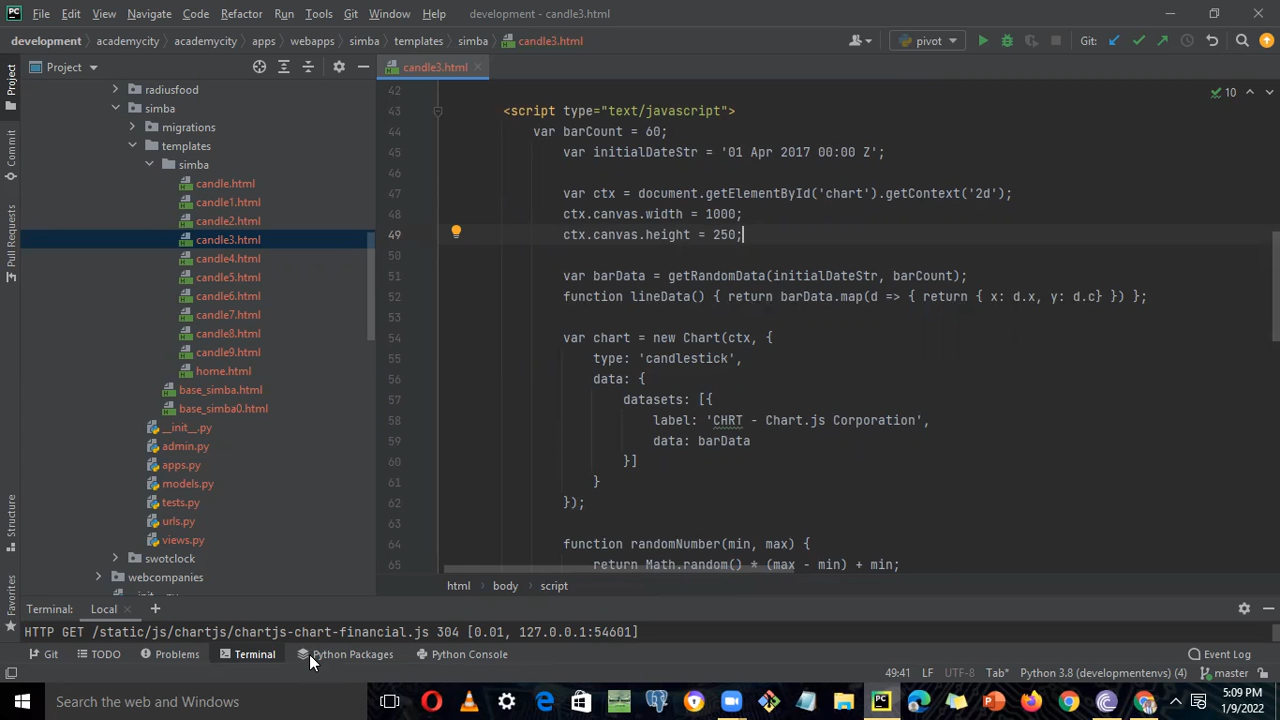 PC File Edit View Navigate Code Refactor Run Tools Git Window Help development - candle3.html
development academycity academycity apps webapps simba templates simba candle3.html pivot Git:
Project candle3.html
Project
Commit
Pull Requests
Structure
Favorites
radiusfood
simba
migrations
templates
simba
candle.html
candle1.html
candle2.html
candle3.html
candle4.html
candle5.html
candle6.html
candle7.html
candle8.html
candle9.html
home.html
base_simba.html
base_simba0.html
__init__.py
admin.py
apps.py
models.py
tests.py
urls.py
views.py
swotclock
webcompanies
10
42
43 <script type="text/javascript">
44 var barCount = 60;
45 var initialDateStr = '01 Apr 2017 00:00 Z';
46
47 var ctx = document.getElementById('chart').getContext('2d');
48 ctx.canvas.width = 1000;
49 ctx.canvas.height = 250;
50
51 var barData = getRandomData(initialDateStr, barCount);
52 function lineData() { return barData.map(d => { return { x: d.x, y: d.c} }) };
53
54 var chart = new Chart(ctx, {
55 type: 'candlestick',
56 data: {
57 datasets: [{
58 label: 'CHRT - Chart.js Corporation',
59 data: barData
60 }]
61 }
62 });
63
64 function randomNumber(min, max) {
65 return Math.random() * (max - min) + min;
html body script
Terminal: Local +
HTTP GET /static/js/chartjs/chartjs-chart-financial.js 304 [0.01, 127.0.0.1:54601]
Git TODO Problems Terminal Python Packages Python Console Event Log
49:41 LF UTF-8 Tab* Python 3.8 (developmentenvs) (4) master
Search the web and Windows PC 5:09 PM
1/9/2022